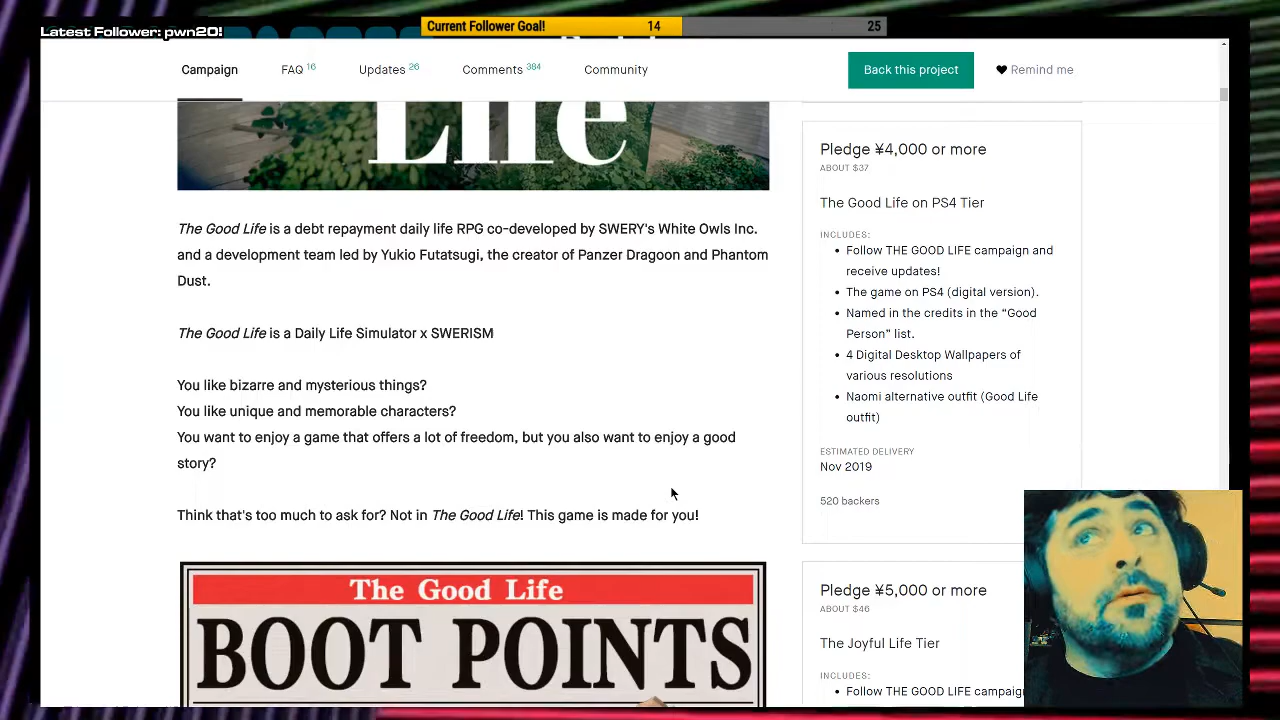 Latest Follower: pwn20!
Current Follower Goal! 14 25
Campaign FAQ 16 Updates 26 Comments 384 Community Back this project Remind me
Life
The Good Life is a debt repayment daily life RPG co-developed by SWERY's White Owls Inc.
and a development team led by Yukio Futatsugi, the creator of Panzer Dragoon and Phantom
Dust.
The Good Life is a Daily Life Simulator x SWERISM
You like bizarre and mysterious things?
You like unique and memorable characters?
You want to enjoy a game that offers a lot of freedom, but you also want to enjoy a good
story?
Think that's too much to ask for? Not in The Good Life! This game is made for you!
The Good Life
BOOT POINTS
Pledge ¥4,000 or more
ABOUT $37
The Good Life on PS4 Tier
INCLUDES:
Follow THE GOOD LIFE campaign and
receive updates!
The game on PS4 (digital version).
Named in the credits in the “Good
Person” list.
4 Digital Desktop Wallpapers of
various resolutions
Naomi alternative outfit (Good Life
outfit)
ESTIMATED DELIVERY
Nov 2019
520 backers
Pledge ¥5,000 or more
ABOUT $46
The Joyful Life Tier
INCLUDES:
Follow THE GOOD LIFE campaign